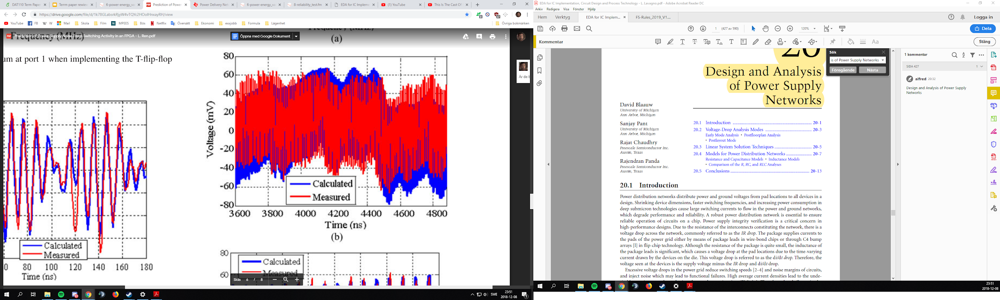 DAT110 Term Paper
Termm paper reviev
6-power-energy_va
Prediction of Power
Power Delivery Net
6-power-energy_va
8-reliability_test.fm
EDA for IC Impleme
(1) YouTube
This Is The Cast Of
https://drive.google.com/file/d/1k78GLabsrkRjyW4vTQYc2HOoIHnxayRH/view
YouTube
FB
W
Mail
Skola
Film
MPEES
Bös
Netflix
Översätt
Ekonomi
exxjobb
Formula
Lägenhet
Övriga bokmärken
Frequency (MHz)
Prediction of Power Supply Noise From Switching Activity in an FPGA - L. Ren.pdf
Öppna med Google Dokument
Frequency (MHz)
(a)
um at port 1 when implementing the T-flip-flop
Är de b
80
60
40
20
0
-20
-40
-60
-80
Voltage (mV)
Calculated
Measured
3600 3800 4000 4200 4400 4600 4800
Time (ns)
(b)
Calculated
Measured
0 80 100 120 140 160 180
Time (ns)
80
60
Calculated
Measured
Sida 6 / 8
SWE
23:51
2018-12-08
EDA for IC Implementation, Circuit Design and Process Technology - L. Lavagno.pdf - Adobe Acrobat Reader DC
Arkiv Redigera Visa Fönster Hjälp
Hem Verktyg
EDA for IC Implem...
FS-Rules_2019_V1....
Logga in
1 (427 av 590)
120%
Dela
Kommentar
Stäng
Sök
is of Power Supply Networks
Föregående Nästa
20
Design and Analysis
of Power Supply
Networks
David Blaauw
University of Michigan
Ann Arbor, Michigan
Sanjay Pant
University of Michigan
Ann Arbor, Michigan
Rajat Chaudhry
Freescale Semiconductor Inc.
Austin, Texas
Rajendran Panda
Freescale Semiconductor Inc.
Austin, Texas
20.1 Introduction 20-1
20.2 Voltage-Drop Analysis Modes 20-3
Early Mode Analysis • Postfloorplan Analysis
• Postlayout Mode
20.3 Linear System Solution Techniques 20-5
20.4 Models for Power Distribution Networks 20-7
Resistance and Capacitance Models • Inductance Models
• Comparison of the R, RC, and RLC Analyses
20.5 Conclusions 20-13
20.1 Introduction
Power distribution networks distribute power and ground voltages from pad locations to all devices in a
design. Shrinking device dimensions, faster switching frequencies, and increasing power consumption in
deep submicron technologies cause large switching currents to flow in the power and ground networks,
which degrade performance and reliability. A robust power distribution network is essential to ensure
reliable operation of circuits on a chip. Power supply integrity verification is a critical concern in
high-performance designs. Due to the resistance of the interconnects constituting the network, there is a
voltage drop across the network, commonly referred to as the IR drop. The package supplies currents to
the pads of the power grid either by means of package leads in wire-bond chips or through C4 bump
arrays [1] in flip-chip technology. Although the resistance of the package is quite small, the inductance of
the package leads is significant, which causes a voltage drop at the pad locations due to the time-varying
current drawn by the devices on the die. This voltage drop is referred to as the di/dt drop. Therefore, the
voltage seen at the devices is the supply voltage minus the IR drop and di/dt drop.
Excessive voltage drops in the power grid reduce switching speeds [2–4] and noise margins of circuits,
and inject noise which may lead to functional failures. High average current densities lead to the unde-
1 kommentar
SIDA 427
1
alfred 20:32
Design and Analysis of Power Supply
Networks
23:51
2018-12-08